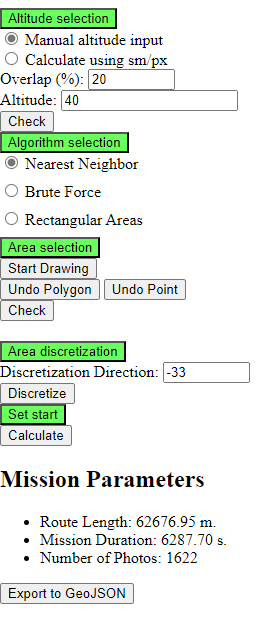 Altitude selection
Manual altitude input
Calculate using sm/px
Overlap (%): 20
Altitude: 40
Check
Algorithm selection
Nearest Neighbor
Brute Force
Rectangular Areas
Area selection
Start Drawing
Undo Polygon Undo Point
Check
Area discretization
Discretization Direction: -33
Discretize
Set start
Calculate
Mission Parameters
• Route Length: 62676.95 m.
• Mission Duration: 6287.70 s.
• Number of Photos: 1622
Export to GeoJSON